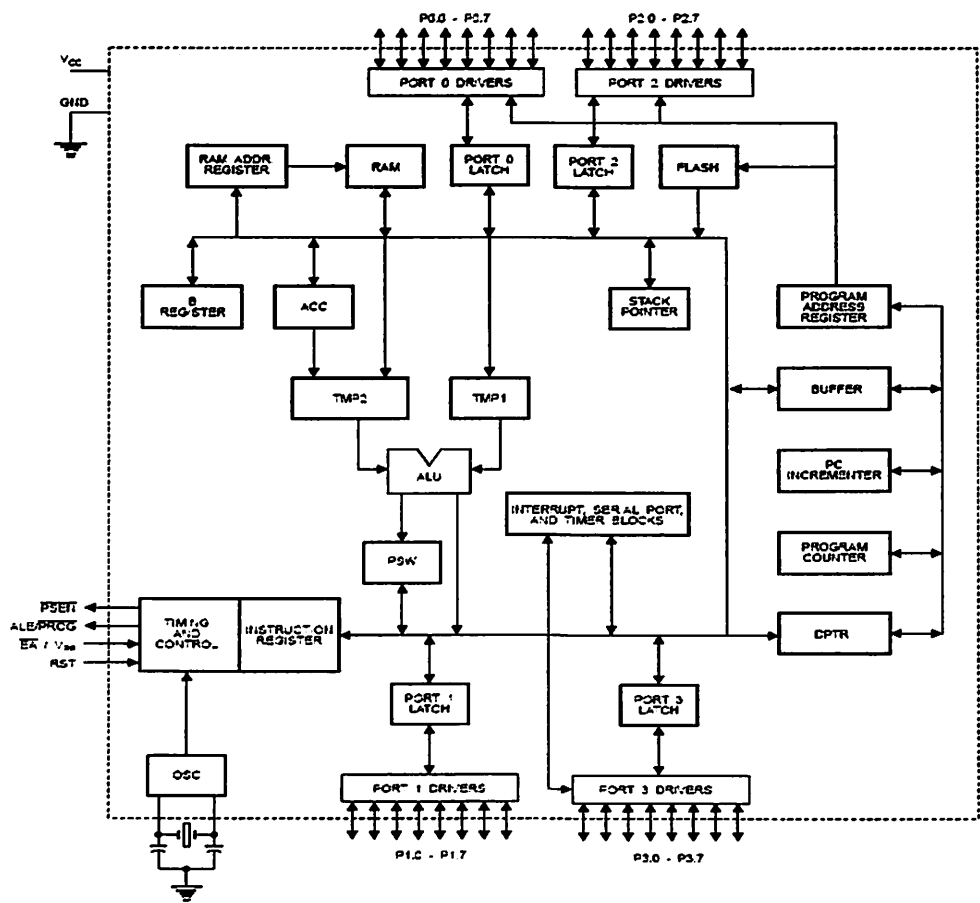 P0.0 - P0.7
P2.0 - P2.7
VCC
GND
PORT 0 DRIVERS
PORT 2 DRIVERS
RAM ADDR
REGISTER
RAM
PORT 0
LATCH
PORT 2
LATCH
FLASH
B
REGISTER
ACC
STACK
POINTER
PROGRAM
ADDRESS
REGISTER
TMP2
TMP1
BUFFER
ALU
PC
INCREMENTER
INTERRUPT, SERIAL PORT,
AND TIMER BLOCKS
PSW
PROGRAM
COUNTER
PSEN
ALE/PROG
EA / VPP
RST
TIMING
AND
CONTROL
INSTRUCTION
REGISTER
DPTR
PORT 1
LATCH
PORT 3
LATCH
OSC
PORT 1 DRIVERS
PORT 3 DRIVERS
P1.0 - P1.7
P3.0 - P3.7